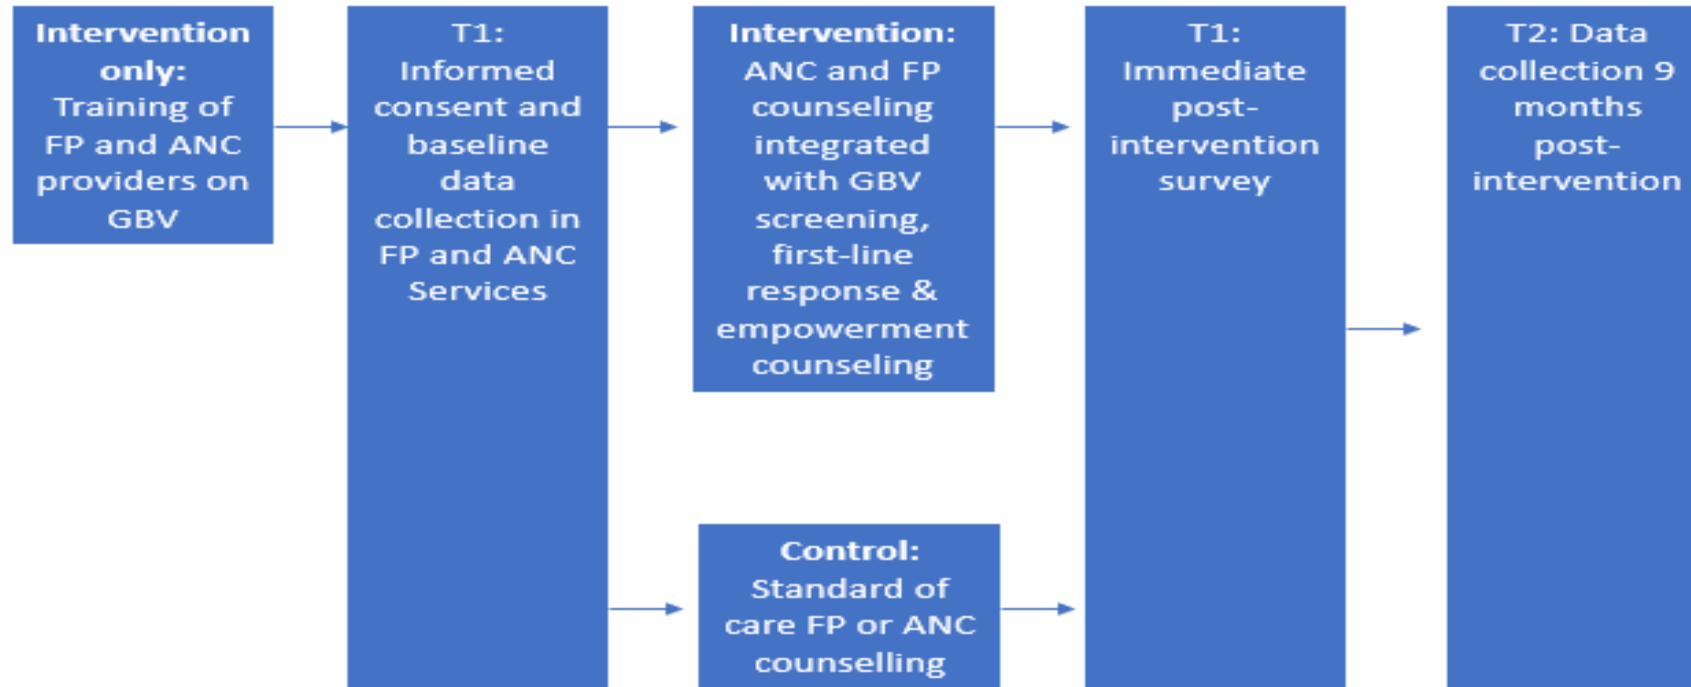 Intervention
only:
Training of
FP and ANC
providers on
GBV
T1:
Informed
consent and
baseline
data
collection in
FP and ANC
Services
Intervention:
ANC and FP
counseling
integrated
with GBV
screening,
first-line
response &
empowerment
counseling
Control:
Standard of
care FP or ANC
counselling
T1:
Immediate
post-
intervention
survey
T2: Data
collection 9
months
post-
intervention